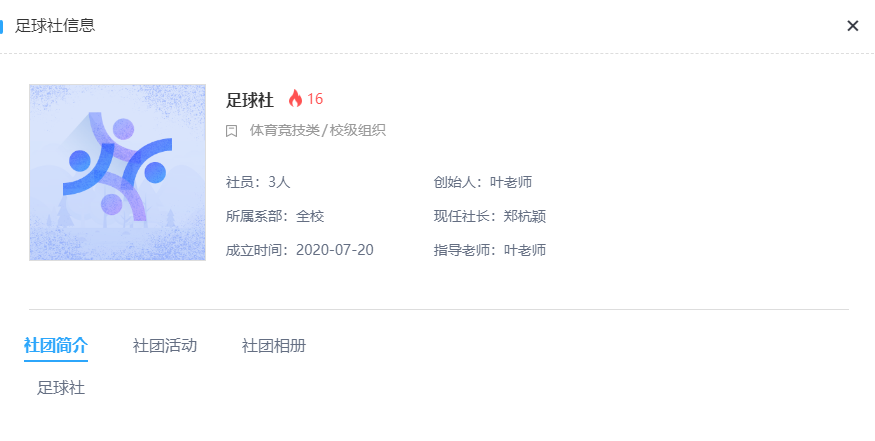 足球社信息
足球社 16
体育竞技类/校级组织
社员：3人 创始人：叶老师
所属系部：全校 现任社长：郑杭颖
成立时间：2020-07-20 指导老师：叶老师
社团简介 社团活动 社团相册
足球社